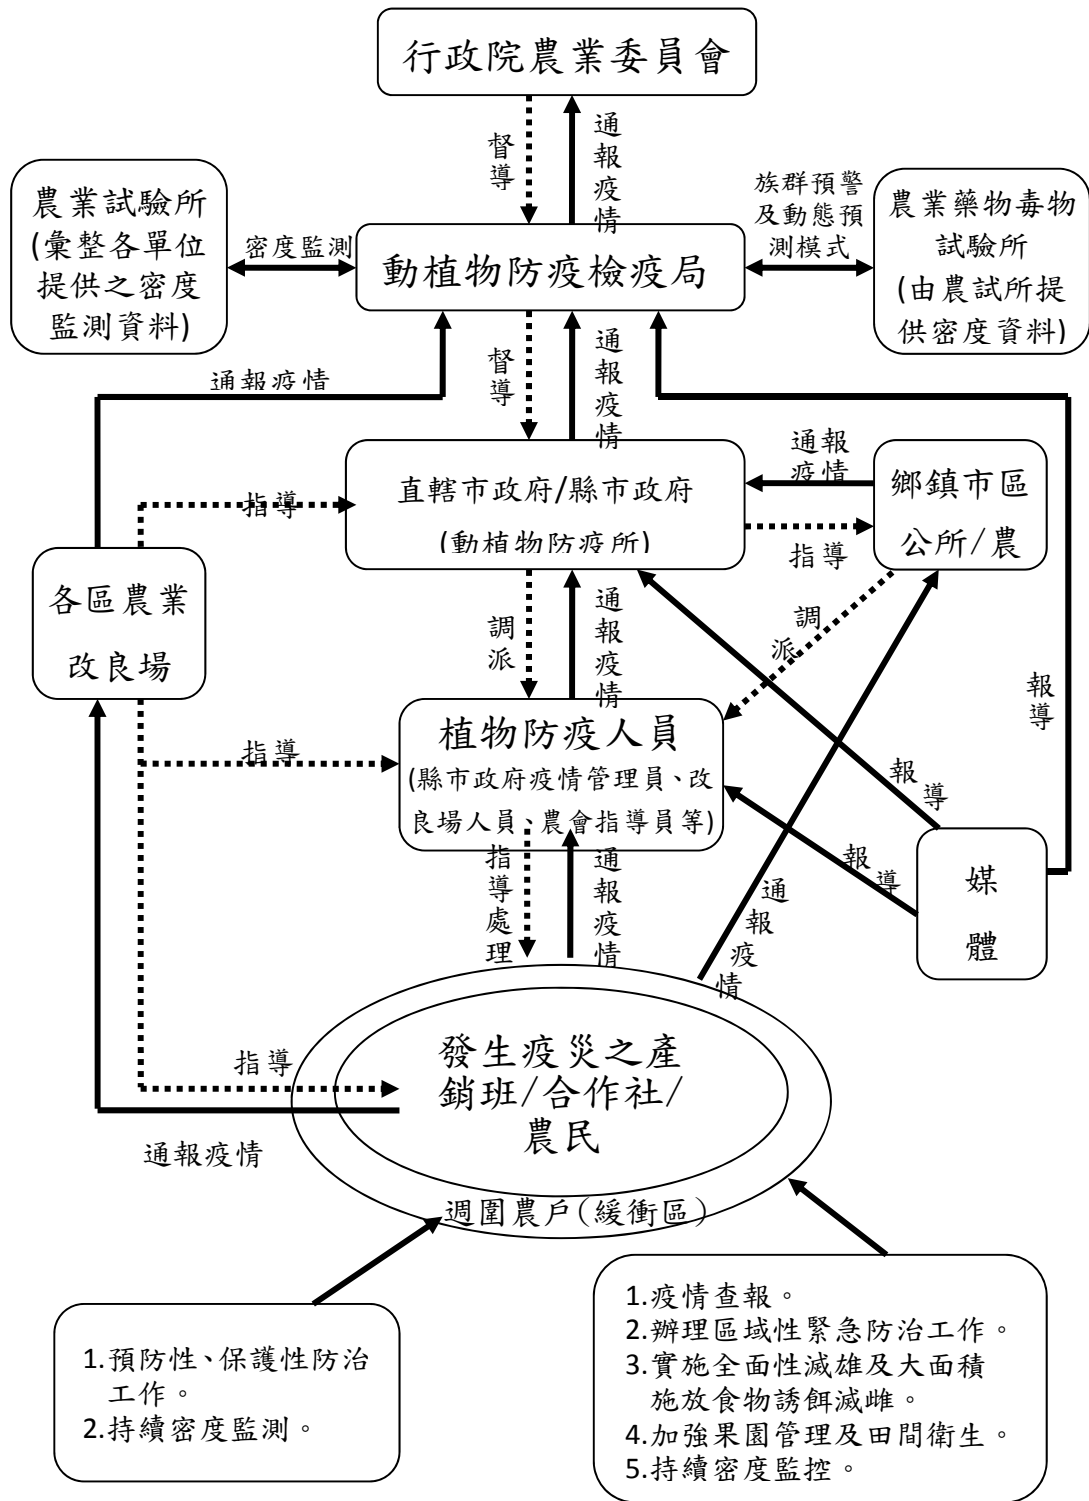 行政院農業委員會
督導
通報疫情
農業試驗所
(彙整各單位
提供之密度
監測資料)
密度監測
動植物防疫檢疫局
族群預警
及動態預
測模式
農業藥物毒物
試驗所
(由農試所提
供密度資料)
通報疫情
督導
通報疫情
指導
直轄市政府/縣市政府
(動植物防疫所)
通報
疫情
指導
鄉鎮市區
公所/農
各區農業
改良場
調派
通報疫情
調派
報導
指導
植物防疫人員
(縣市政府疫情管理員、改
良場人員、農會指導員等)
報導
報導
媒
體
指導處理
通報疫情
通報疫情
指導
發生疫災之產
銷班/合作社/
農民
通報疫情
週圍農戶(緩衝區)
1.預防性、保護性防治
工作。
2.持續密度監測。
1.疫情查報。
2.辦理區域性緊急防治工作。
3.實施全面性滅雄及大面積
施放食物誘餌滅雌。
4.加強果園管理及田間衛生。
5.持續密度監控。